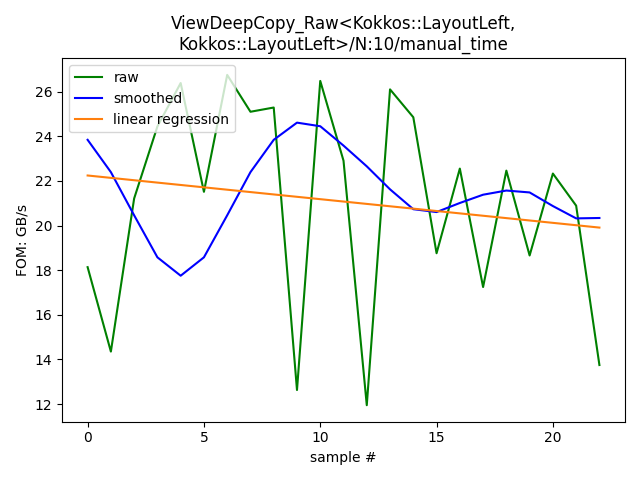 ViewDeepCopy_Raw<Kokkos::LayoutLeft,
Kokkos::LayoutLeft>/N:10/manual_time
raw
smoothed
linear regression
FOM: GB/s
26
24
22
20
18
16
14
12
0
5
10
15
20
sample #